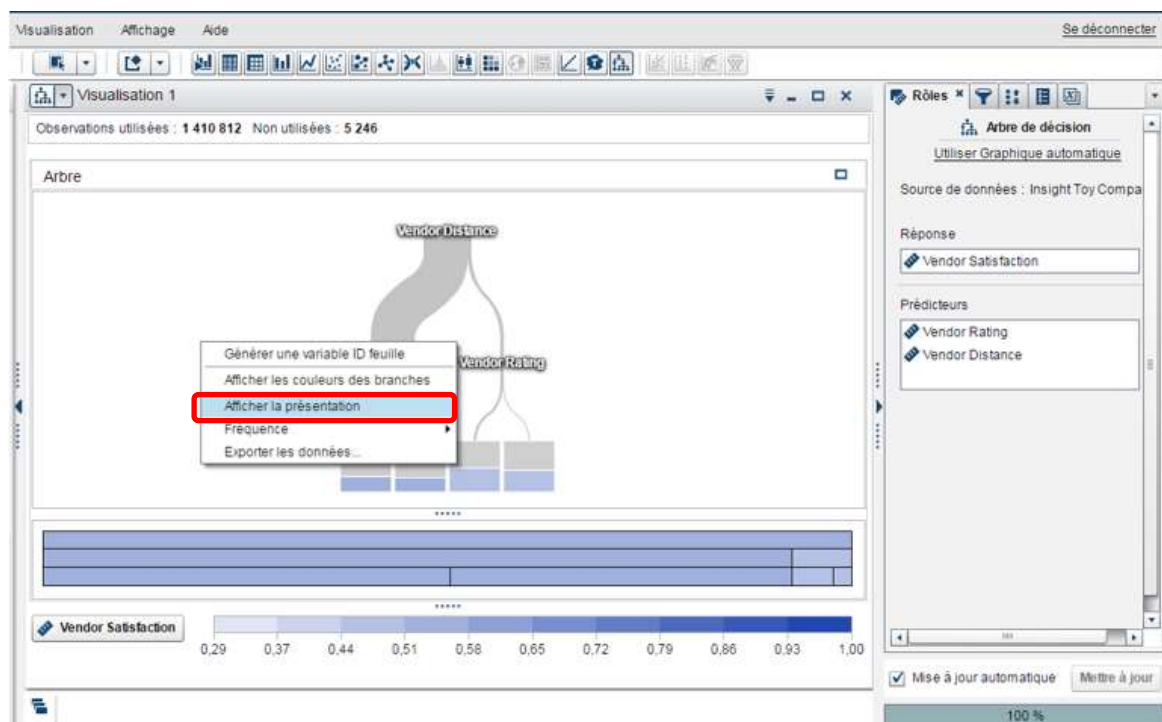 Visualisation Affichage Aide Se déconnecter
Visualisation 1
Observations utilisées : 1 410 812 Non utilisées : 5 246
Arbre
Vendor Distance
Vendor Rating
Générer une variable ID feuille
Afficher les couleurs des branches
Afficher la présentation
Fréquence
Exporter les données...
Vendor Satisfaction
0,29 0,37 0,44 0,51 0,58 0,65 0,72 0,79 0,86 0,93 1,00
Rôles
Arbre de décision
Utiliser Graphique automatique
Source de données : Insight Toy Compa
Réponse
Vendor Satisfaction
Prédicteurs
Vendor Rating
Vendor Distance
Mise à jour automatique Mettre à jour
100 %